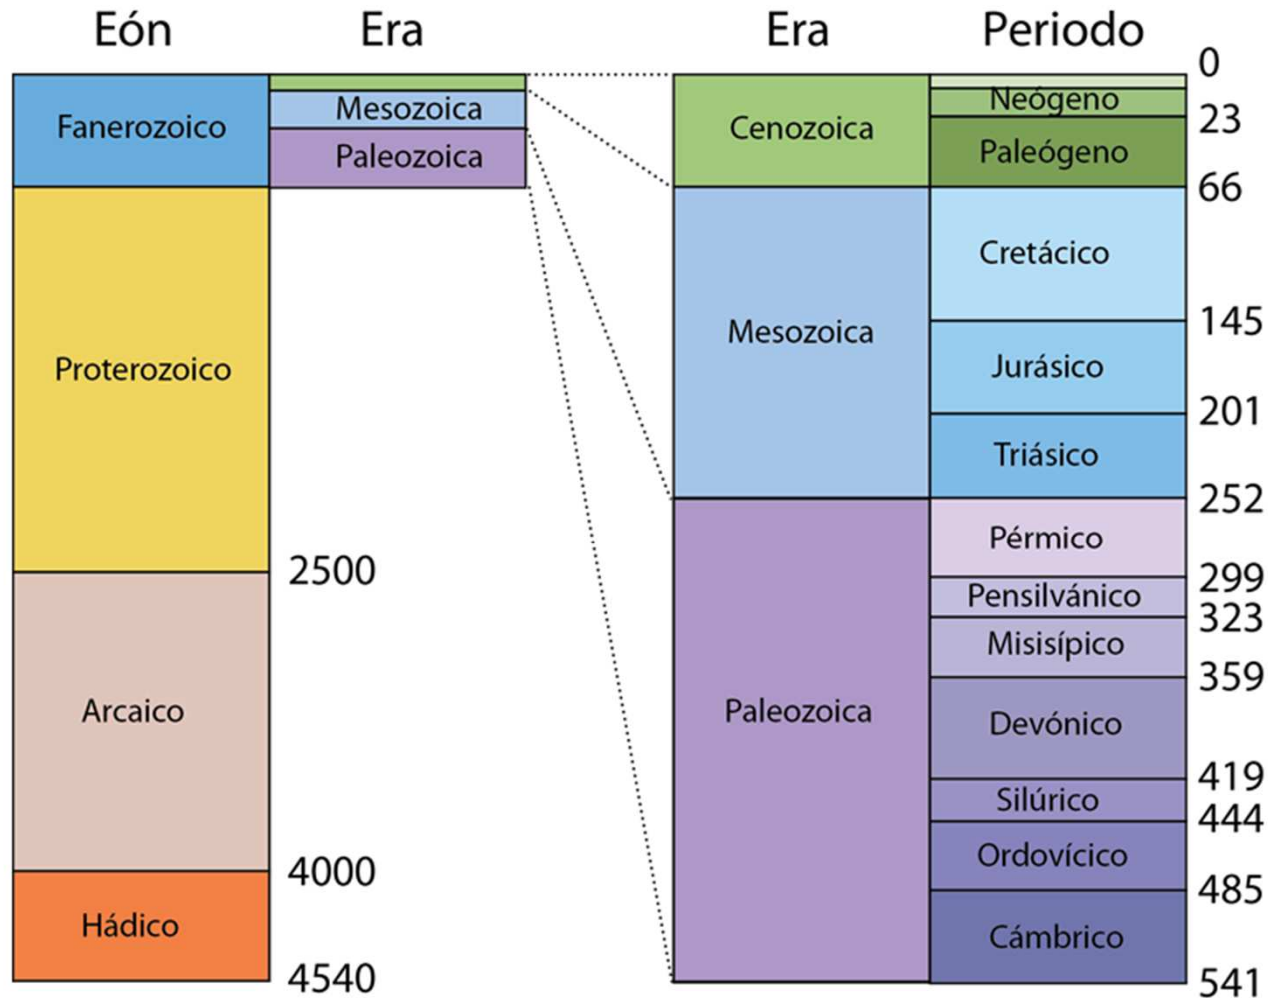 Eón
Era
Fanerozoico
Mesozoica
Paleozoica
Proterozoico
2500
Arcaico
4000
Hádico
4540
Era
Periodo
0
Cenozoica
Neógeno
23
Paleógeno
66
Mesozoica
Cretácico
145
Jurásico
201
Triásico
252
Paleozoica
Pérmico
299
Pensilvánico
323
Misisípico
359
Devónico
419
Silúrico
444
Ordovícico
485
Cámbrico
541